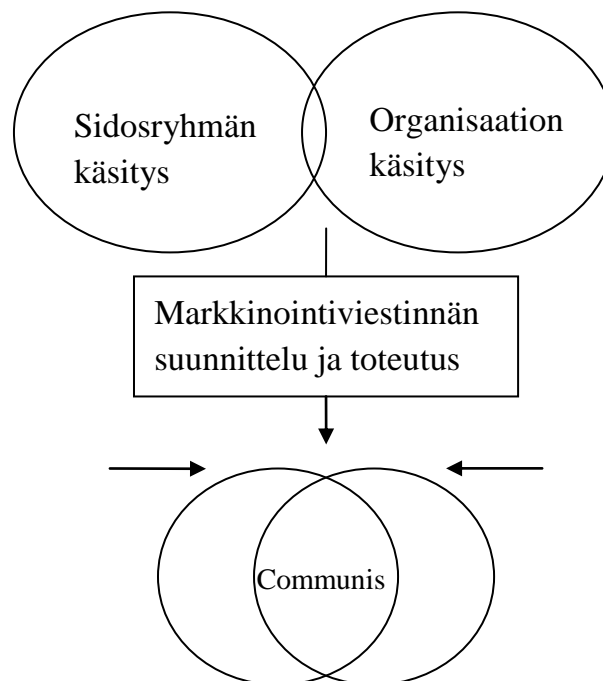 Sidosryhmän
käsitys
Organisaation
käsitys
Markkinointiviestinnän
suunnittelu ja toteutus
Communis